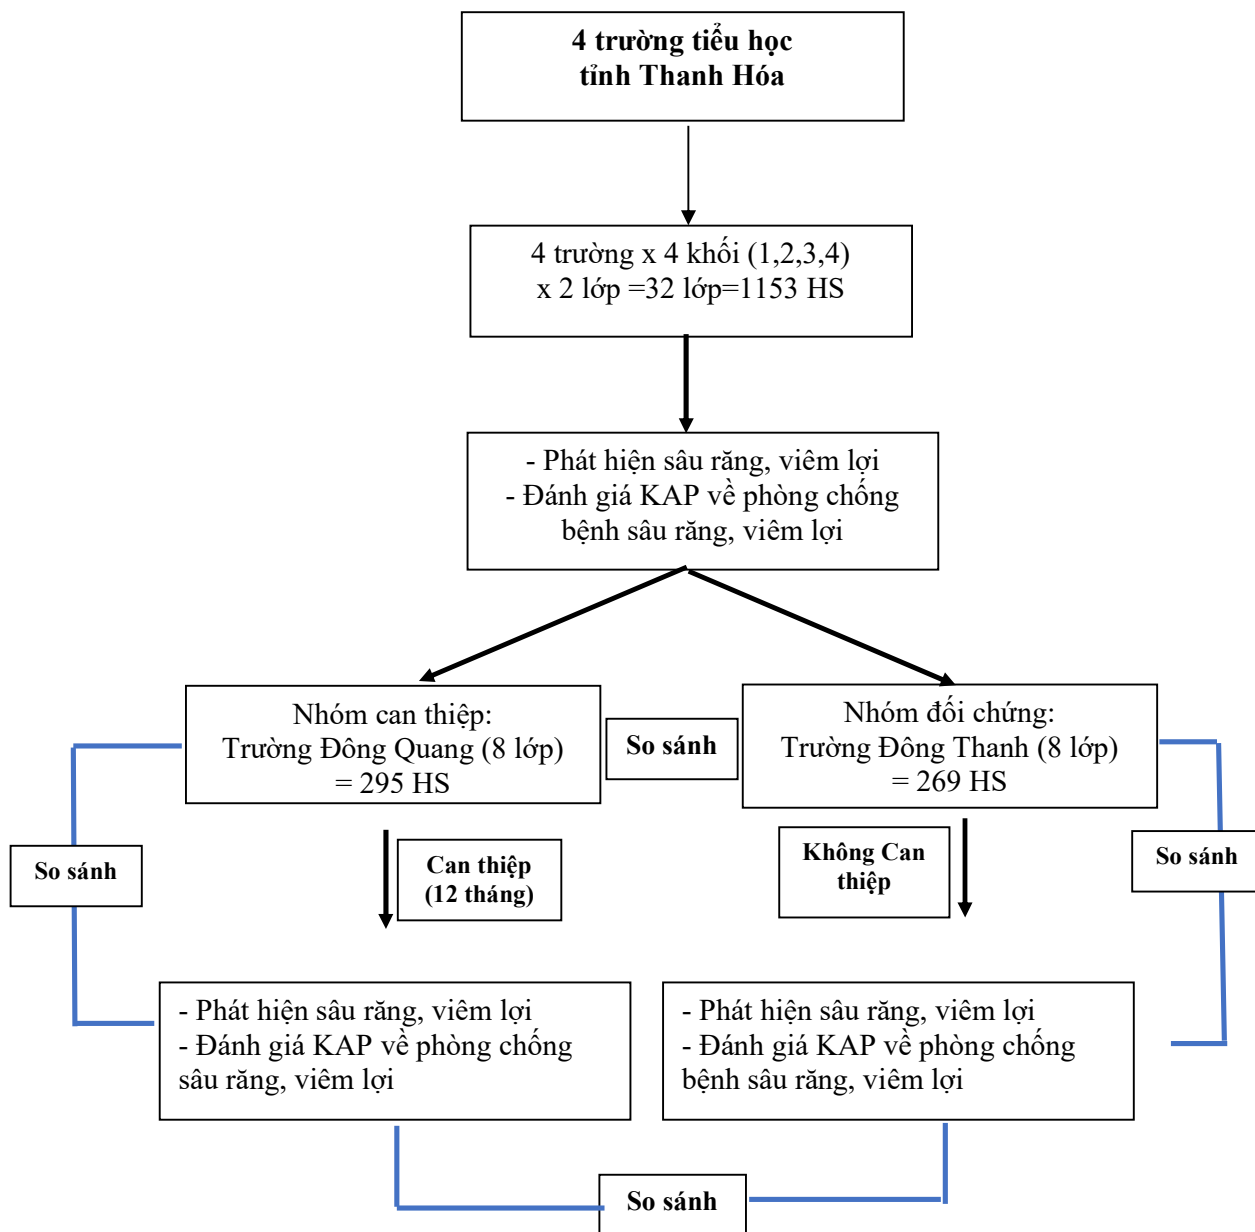 4 trường tiểu học
tỉnh Thanh Hóa
4 trường x 4 khối (1,2,3,4)
x 2 lớp =32 lớp=1153 HS
- Phát hiện sâu răng, viêm lợi
- Đánh giá KAP về phòng chống
bệnh sâu răng, viêm lợi
Nhóm can thiệp:
Trường Đông Quang (8 lớp)
= 295 HS
So sánh
Nhóm đối chứng:
Trường Đông Thanh (8 lớp)
= 269 HS
So sánh
Can thiệp
(12 tháng)
Không Can
thiệp
So sánh
- Phát hiện sâu răng, viêm lợi
- Đánh giá KAP về phòng chống
sâu răng, viêm lợi
- Phát hiện sâu răng, viêm lợi
- Đánh giá KAP về phòng chống
bệnh sâu răng, viêm lợi
So sánh